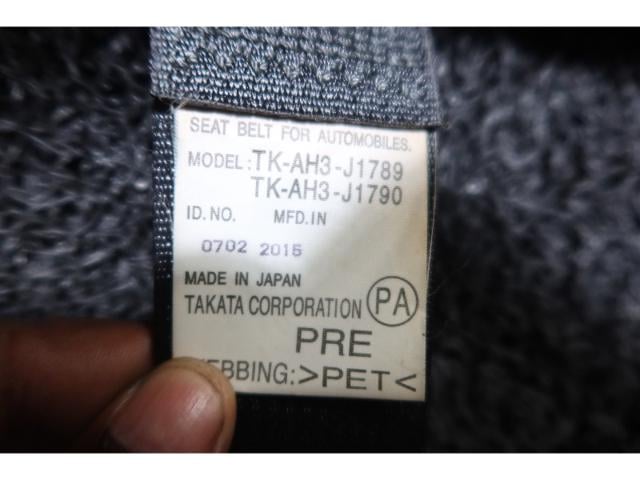 SEAT BELT FOR AUTOMOBILES.
MODEL: TK-AH3-J1789
TK-AH3-J1790
ID.NO. MFD.IN
0702 2015
MADE IN JAPAN
TAKATA CORPORATION PA
PRE
WEBBING:>PET<